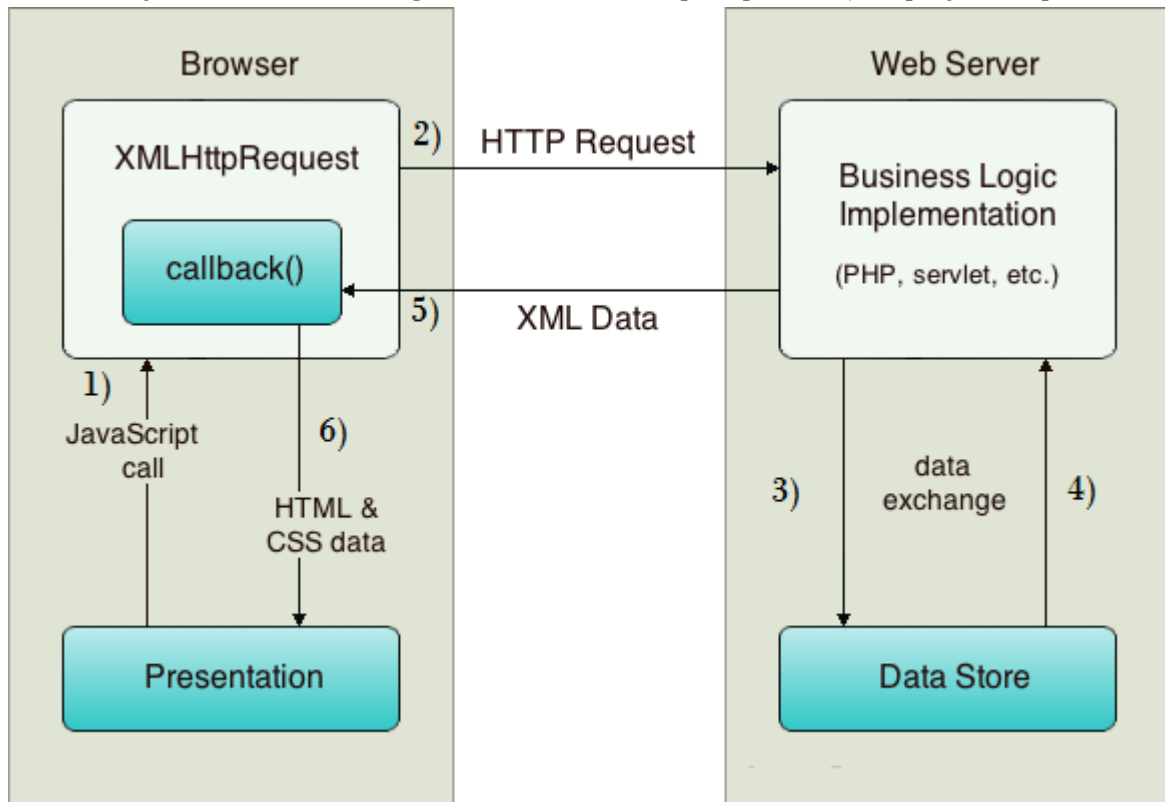 Browser
Web Server
XMLHttpRequest
callback()
2)
HTTP Request
Business Logic
Implementation
(PHP, servlet, etc.)
5)
XML Data
1)
JavaScript
call
6)
HTML &
CSS data
3)
data
exchange
4)
Presentation
Data Store